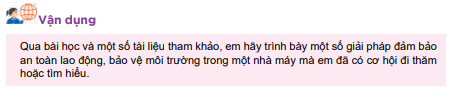 Vận dụng
Qua bài học và một số tài liệu tham khảo, em hãy trình bày một số giải pháp đảm bảo
an toàn lao động, bảo vệ môi trường trong một nhà máy mà em đã có cơ hội đi thăm
hoặc tìm hiểu.